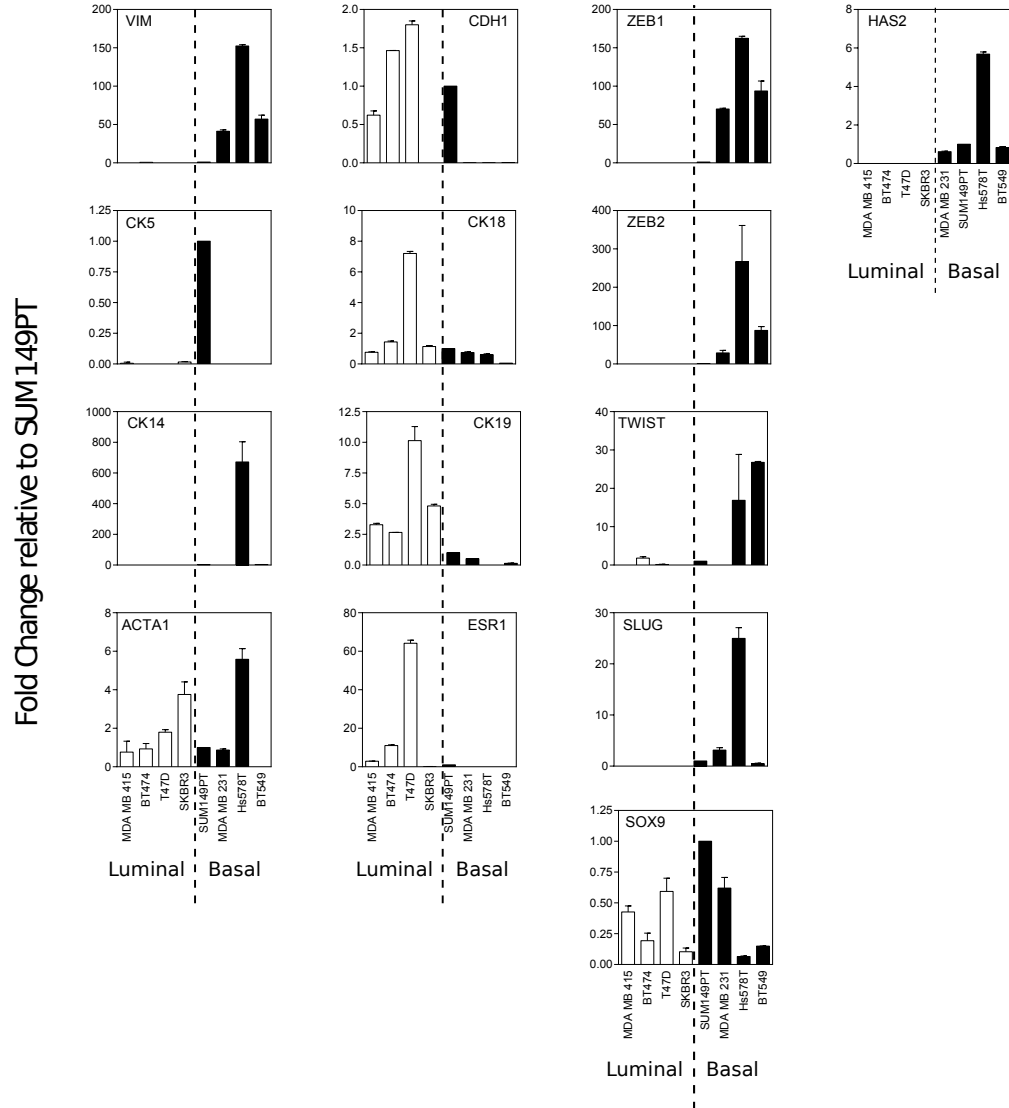 Fold Change relative to SUM149PT
VIM
200
150
100
50
0
CK5
1.25
1.00
0.75
0.50
0.25
0.00
CK14
1000
800
600
400
200
0
ACTA1
8
6
4
2
0
MDA MB 415
BT474
T47D
SKBR3
SUM149PT
MDA MB 231
Hs578T
BT549
Luminal Basal
CDH1
2.0
1.5
1.0
0.5
0.0
CK18
10
8
6
4
2
0
CK19
12.5
10.0
7.5
5.0
2.5
0.0
ESR1
80
60
40
20
0
MDA MB 415
BT474
T47D
SKBR3
SUM149PT
MDA MB 231
Hs578T
BT549
Luminal Basal
ZEB1
200
150
100
50
0
ZEB2
400
300
200
100
0
TWIST
40
30
20
10
0
SLUG
30
20
10
0
SOX9
1.25
1.00
0.75
0.50
0.25
0.00
MDA MB 415
BT474
T47D
SKBR3
SUM149PT
MDA MB 231
Hs578T
BT549
Luminal Basal
HAS2
8
6
4
2
0
MDA MB 415
BT474
T47D
SKBR3
MDA MB 231
SUM149PT
Hs578T
BT549
Luminal Basal